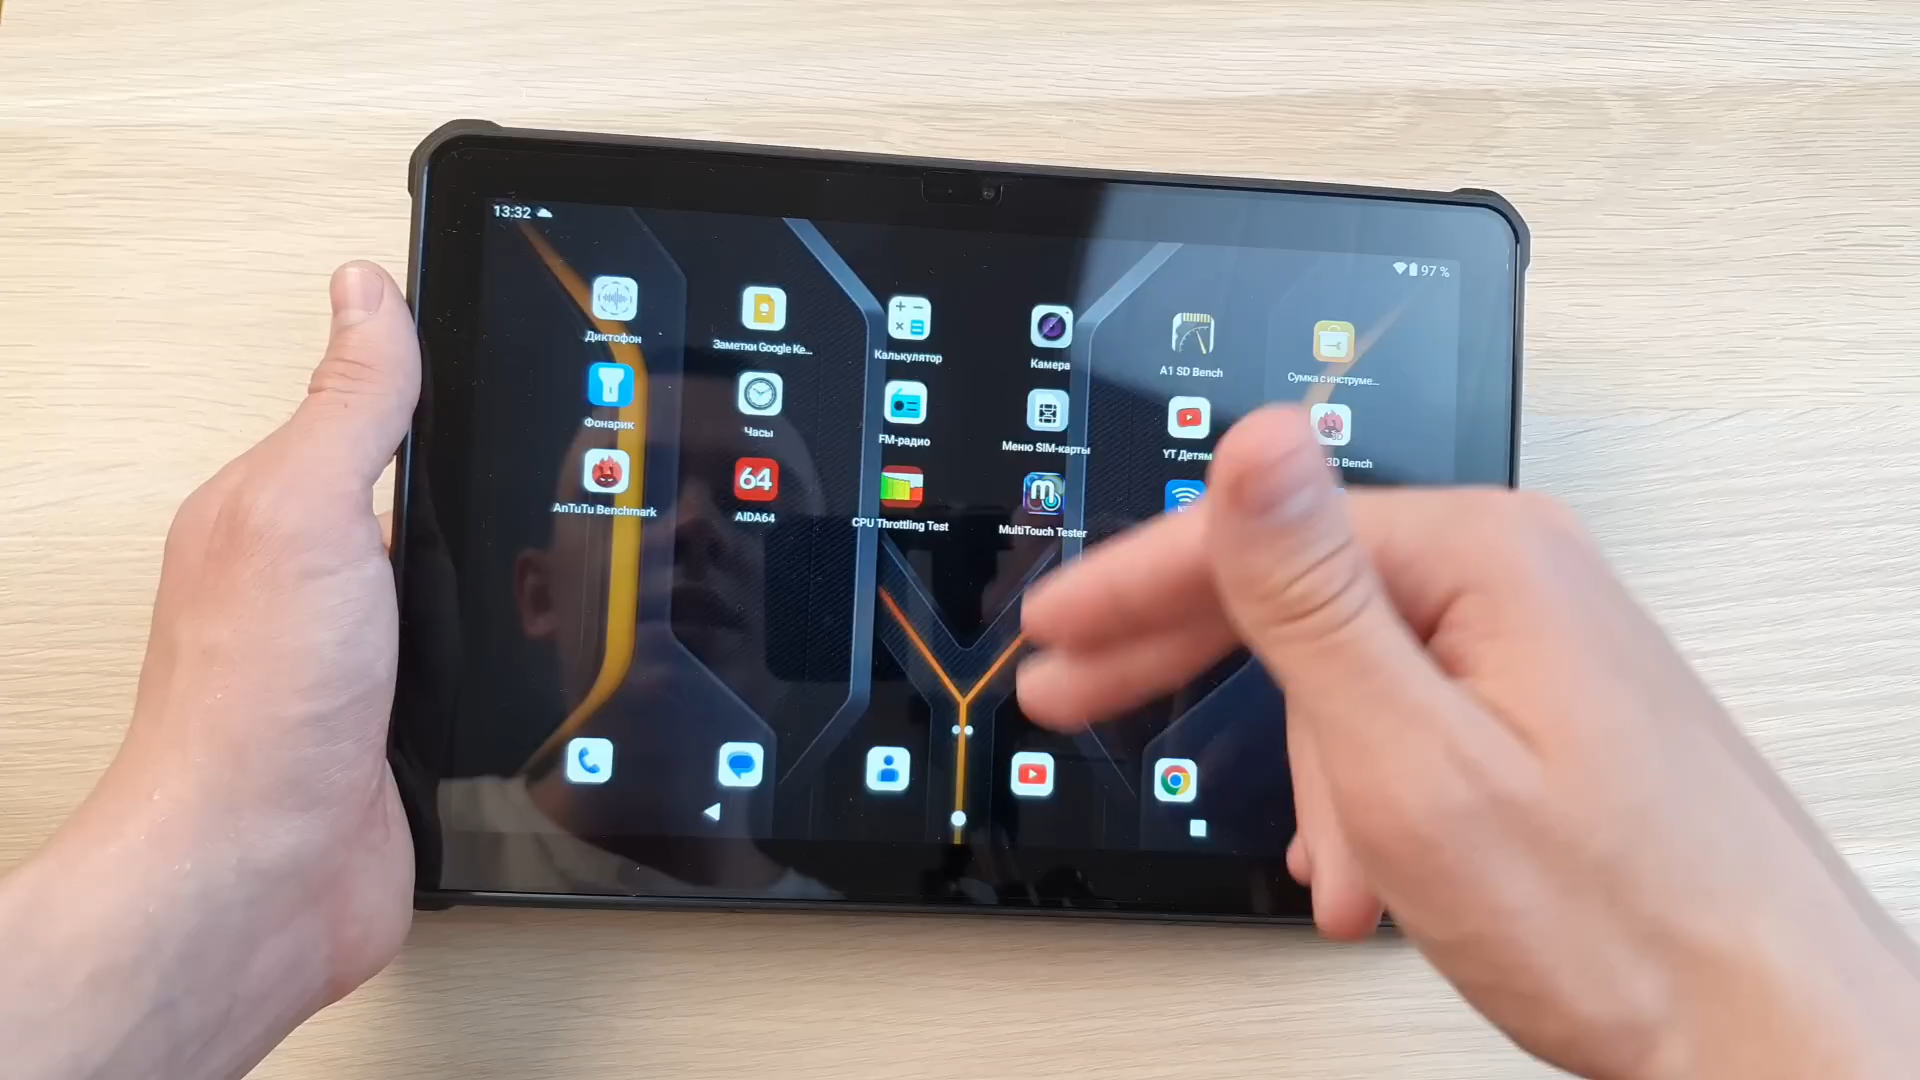 13:32
97 %
Диктофон
Заметки Google Ke...
Калькулятор
Камера
A1 SD Bench
Сумка с инструме...
Фонарик
Часы
FM-радио
Меню SIM-карты
YT Детям
3D Bench
AnTuTu Benchmark
64
AIDA64
CPU Throttling Test
m
MultiTouch Tester